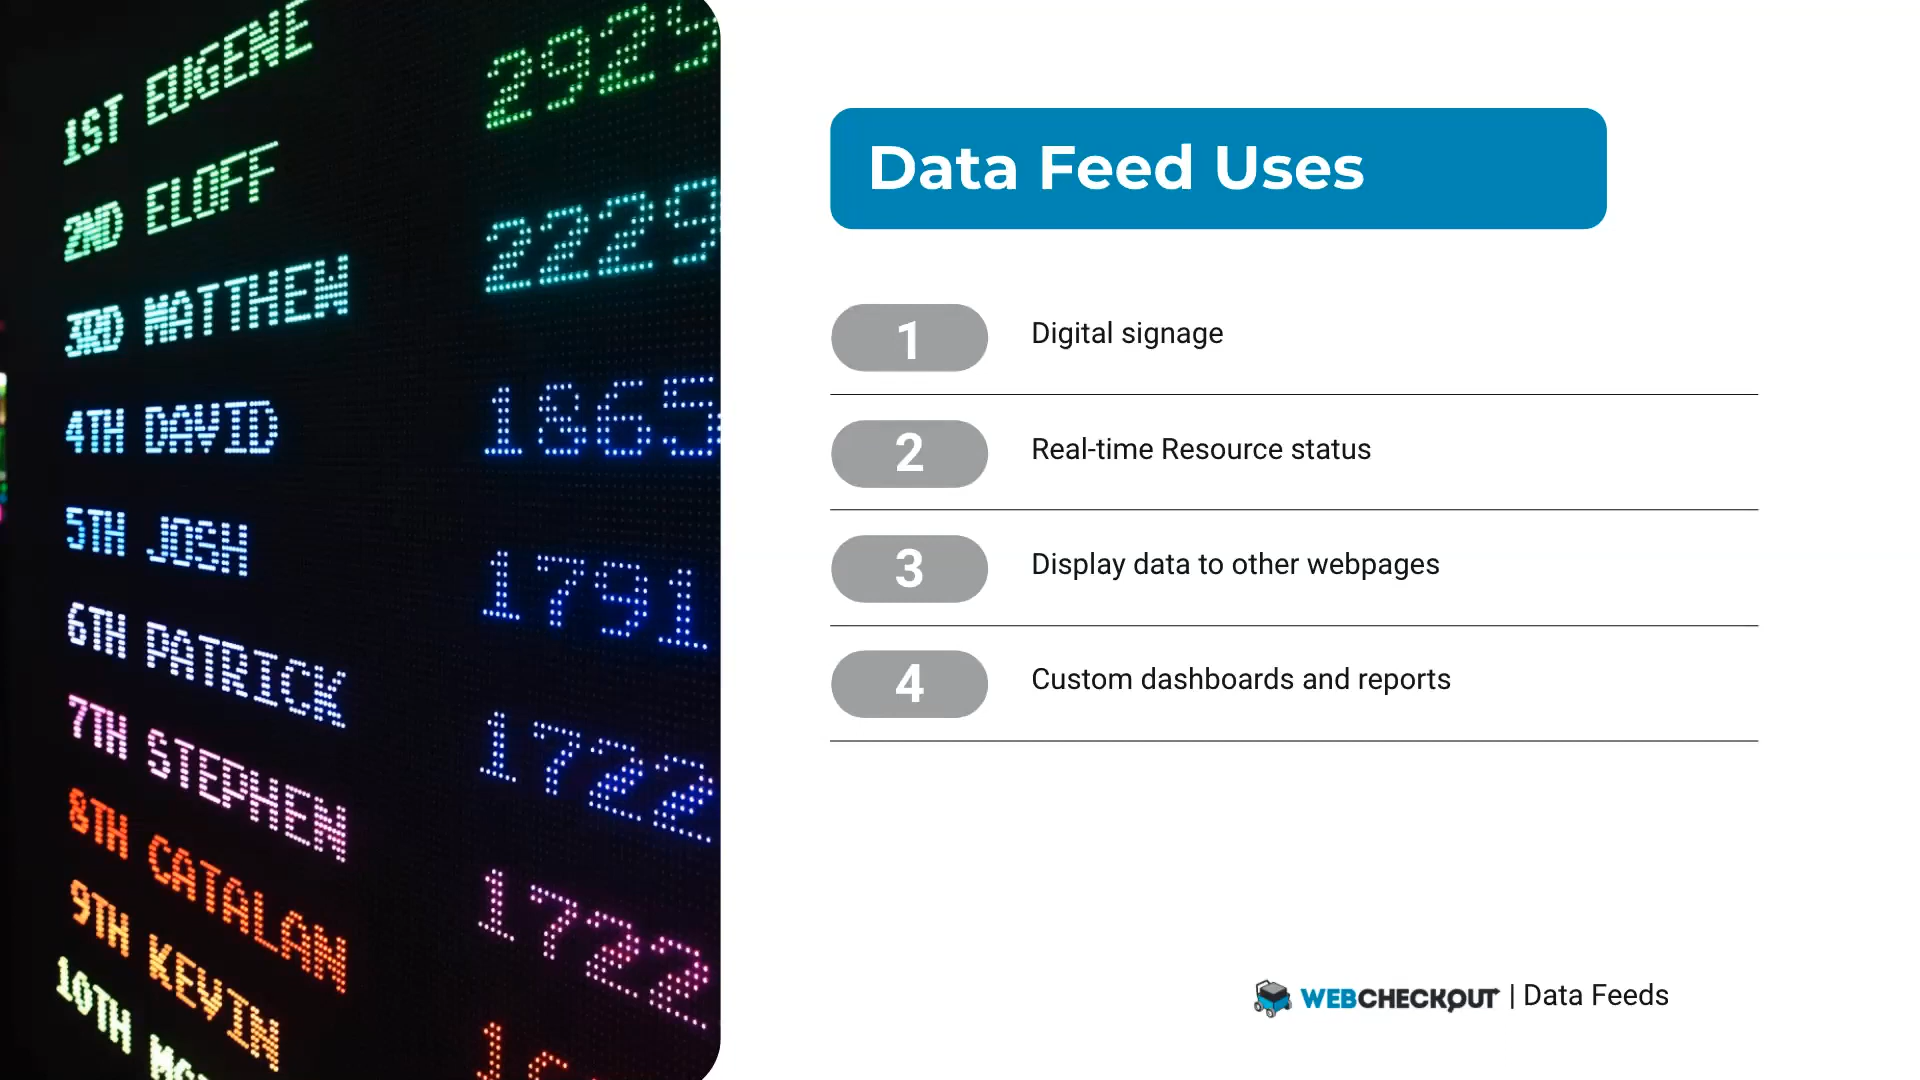 1ST EUGENE 2925
2ND ELOFF 2229
3RD MATTHEW 1865
4TH DAVID 1791
5TH JOSH 1722
6TH PATRICK 1722
7TH STEPHEN
8TH CATALAN
9TH KEVIN
10TH
Data Feed Uses
1 Digital signage
2 Real-time Resource status
3 Display data to other webpages
4 Custom dashboards and reports
WEBCHECKOUT | Data Feeds